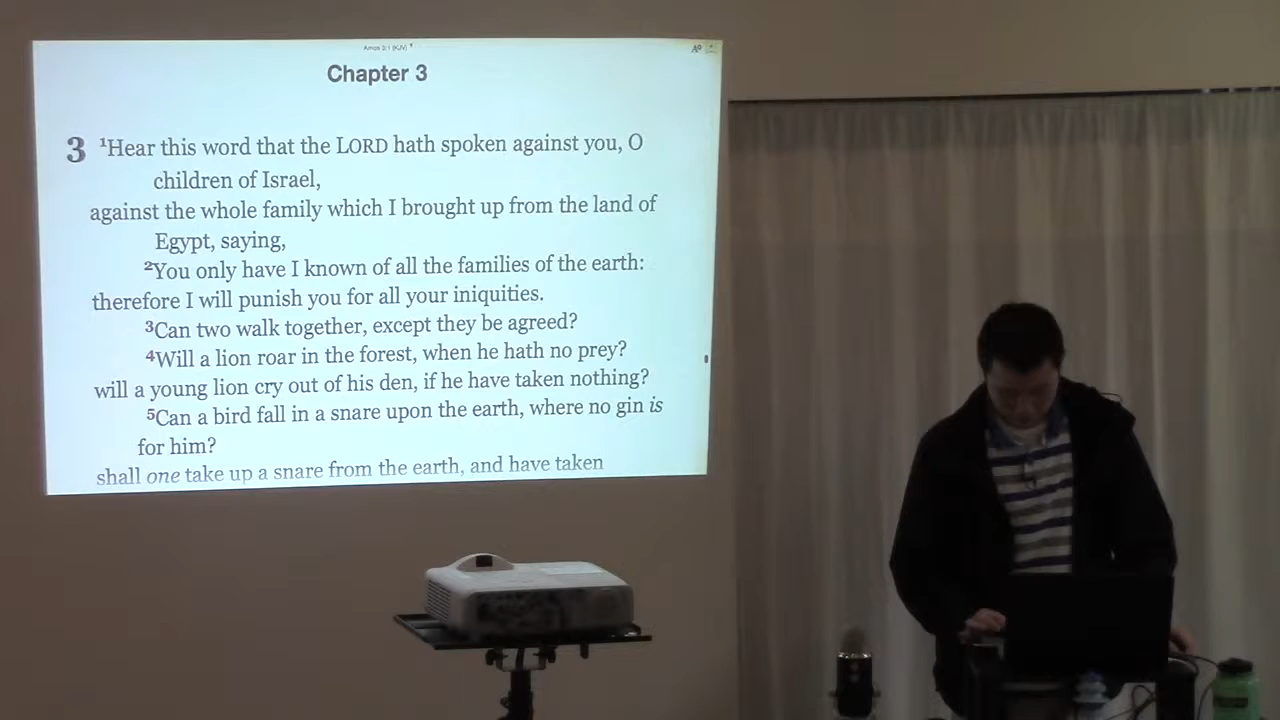 Amos 3:1 (KJV)
Chapter 3
3 ¹Hear this word that the LORD hath spoken against you, O
children of Israel,
against the whole family which I brought up from the land of
Egypt, saying,
²You only have I known of all the families of the earth:
therefore I will punish you for all your iniquities.
³Can two walk together, except they be agreed?
⁴Will a lion roar in the forest, when he hath no prey?
will a young lion cry out of his den, if he have taken nothing?
⁵Can a bird fall in a snare upon the earth, where no gin is
for him?
shall one take up a snare from the earth, and have taken